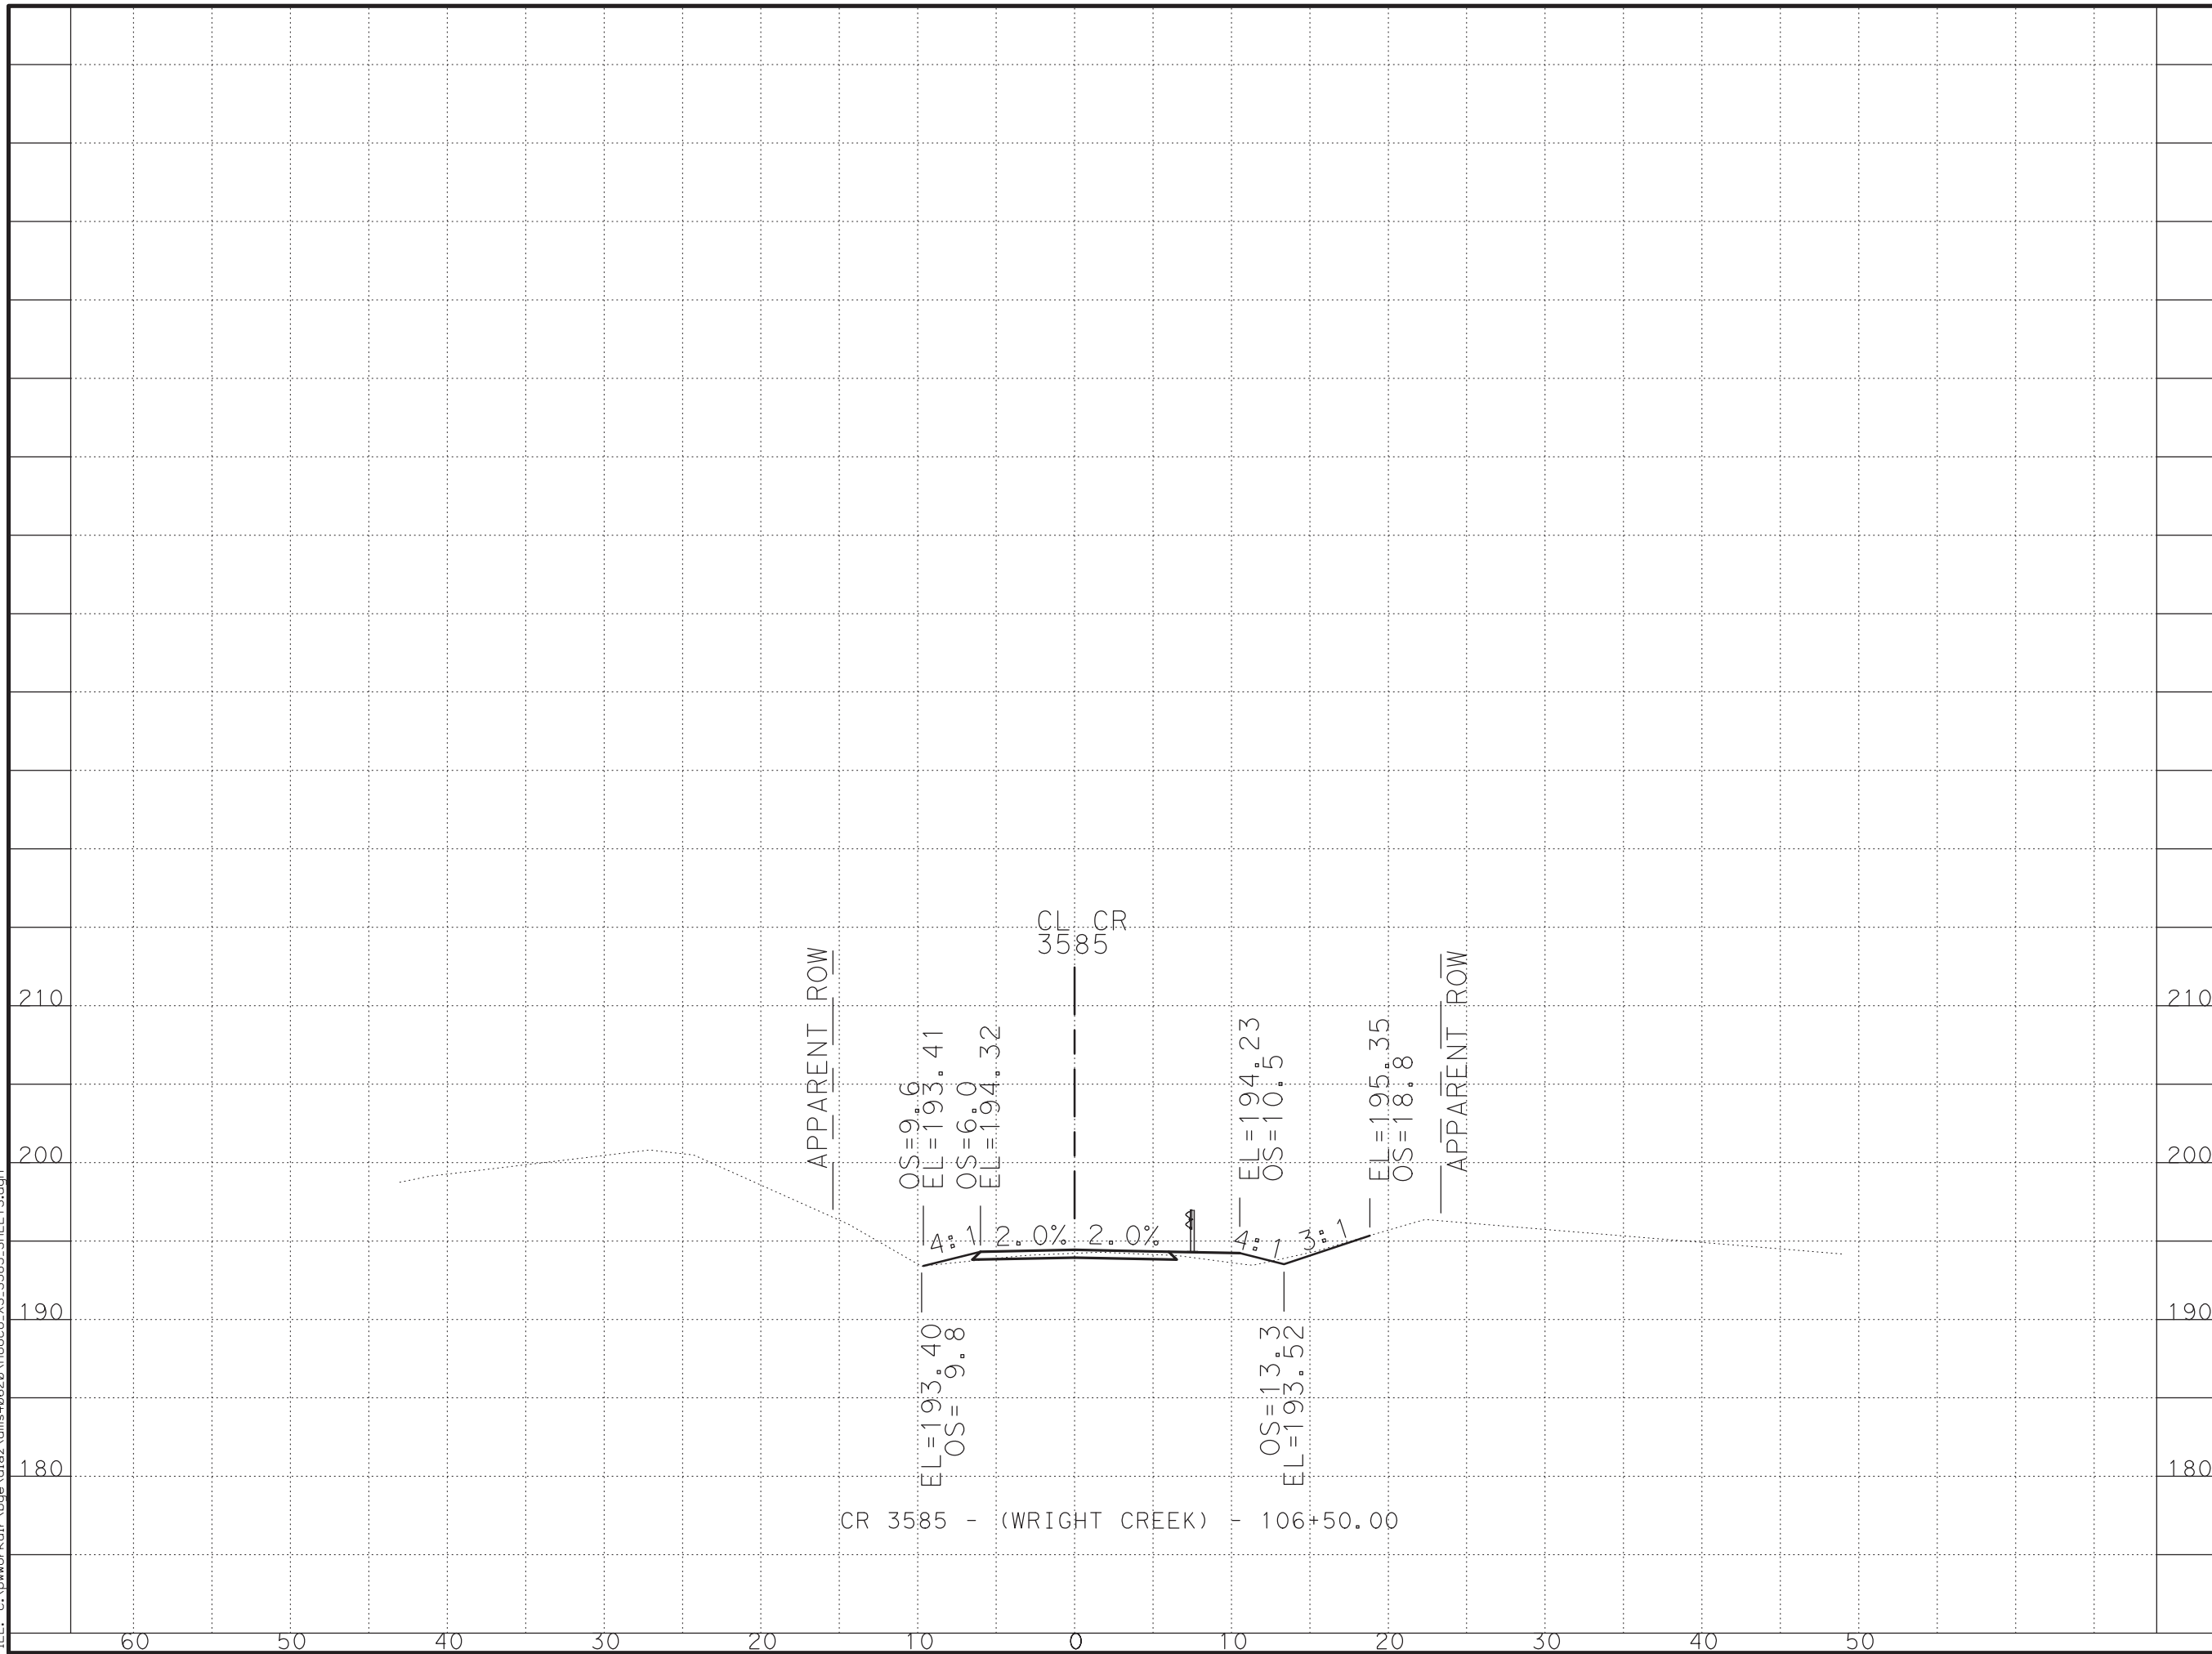 CL CR
3585
APPARENT ROW
OS=9.6
EL=193.41
OS=6.0
EL=194.32
EL=194.23
OS=10.5
EL=195.35
OS=18.8
APPARENT ROW
210
210
200
200
4:1
2.0%
2.0%
4:1
3:1
190
190
EL=193.40
OS= 9.8
OS=13.3
EL=193.52
180
180
CR 3585 - (WRIGHT CREEK) - 106+50.00
60 50 40 30 20 10 0 10 20 30 40 50